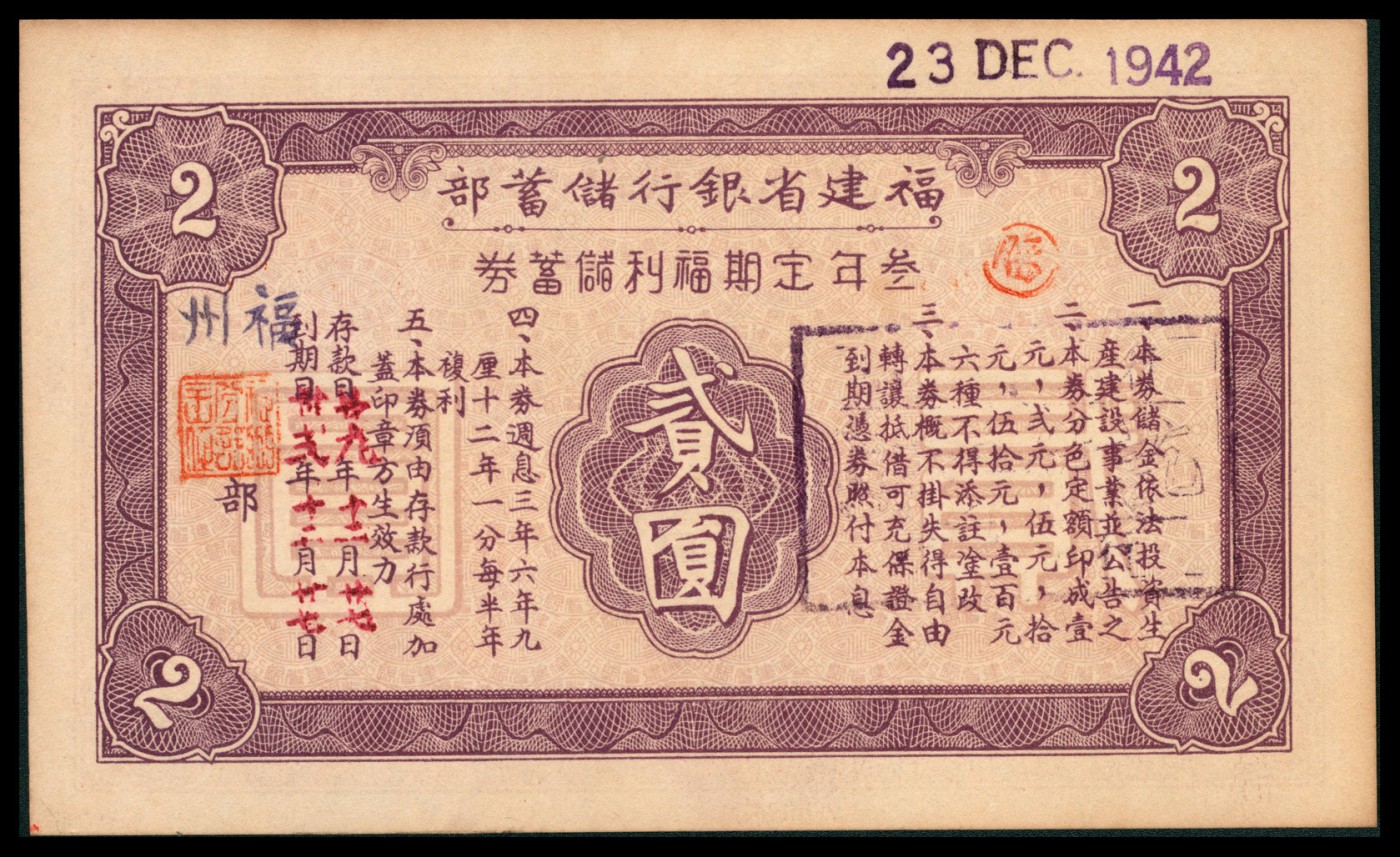 23 DEC. 1942
2
2
福建省銀行儲蓄部
叁年定期福利儲蓄券
一、本券儲金依法投資生
產建設事業並公告之
二、本券分色定額印成壹
元，弍元，伍元，拾
元，伍拾元，壹百元
六種不得添註塗改
三、本券概不掛失得自由
轉讓抵借可充保證金
到期憑券照付本息
貳圓
四、本券週息三年六年九
厘十二年一分每半年
複利
五、本券須由存款行處加
蓋印章方生效力
存款日廿九年十二月廿七日
到期日卅弍年十二月廿七日
福州
部
2
2